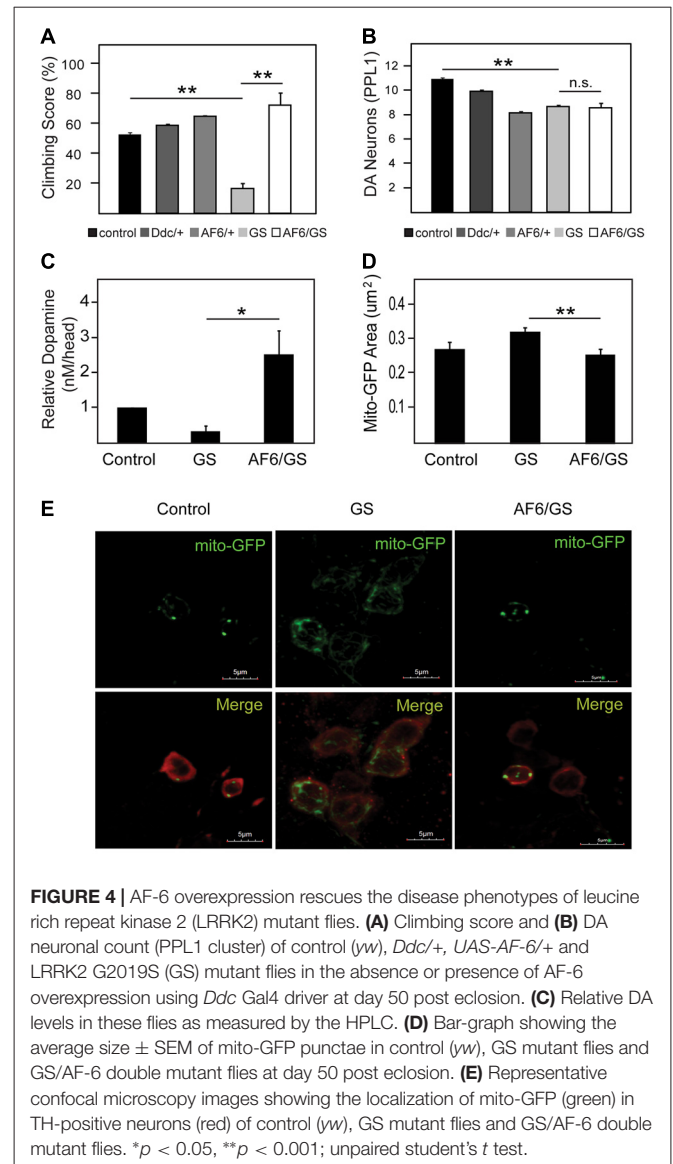 A
Climbing Score (%)
100
80
60
40
20
**
**
control Ddc/+ AF6/+ GS AF6/GS
B
DA Neurons (PPL1)
12
10
8
6
4
2
**
n.s.
control Ddc/+ AF6/+ GS AF6/GS
C
Relative Dopamine
(nM/head)
4
3
2
1
*
Control GS AF6/GS
D
Mito-GFP Area (um²)
0.4
0.3
0.2
0.1
**
Control GS AF6/GS
E
Control GS AF6/GS
mito-GFP mito-GFP mito-GFP
5μm 5μm 5μm
Merge Merge Merge
5μm 5μm 5μm
FIGURE 4 | AF-6 overexpression rescues the disease phenotypes of leucine
rich repeat kinase 2 (LRRK2) mutant flies. (A) Climbing score and (B) DA
neuronal count (PPL1 cluster) of control (yw), Ddc/+, UAS-AF-6/+ and
LRRK2 G2019S (GS) mutant flies in the absence or presence of AF-6
overexpression using Ddc Gal4 driver at day 50 post eclosion. (C) Relative DA
levels in these flies as measured by the HPLC. (D) Bar-graph showing the
average size ± SEM of mito-GFP punctae in control (yw), GS mutant flies and
GS/AF-6 double mutant flies at day 50 post eclosion. (E) Representative
confocal microscopy images showing the localization of mito-GFP (green) in
TH-positive neurons (red) of control (yw), GS mutant flies and GS/AF-6 double
mutant flies. *p < 0.05, **p < 0.001; unpaired student's t test.